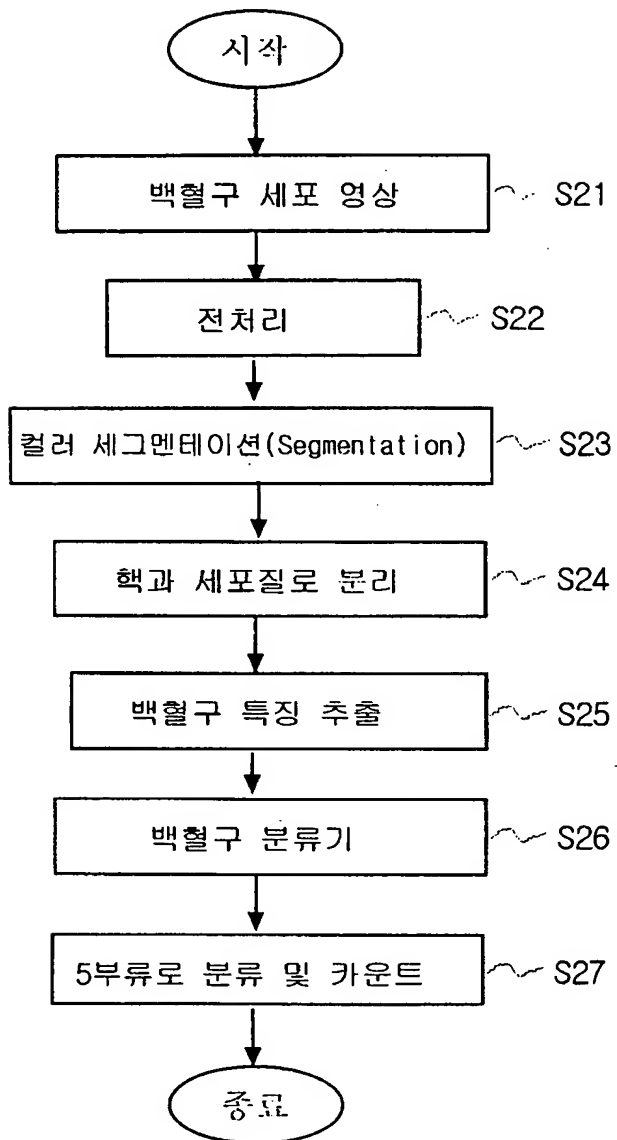 시작
백혈구 세포 영상 S21
전처리 S22
컬러 세그멘테이션(Segmentation) S23
핵과 세포질로 분리 S24
백혈구 특징 추출 S25
백혈구 분류기 S26
5부류로 분류 및 카운트 S27
종료